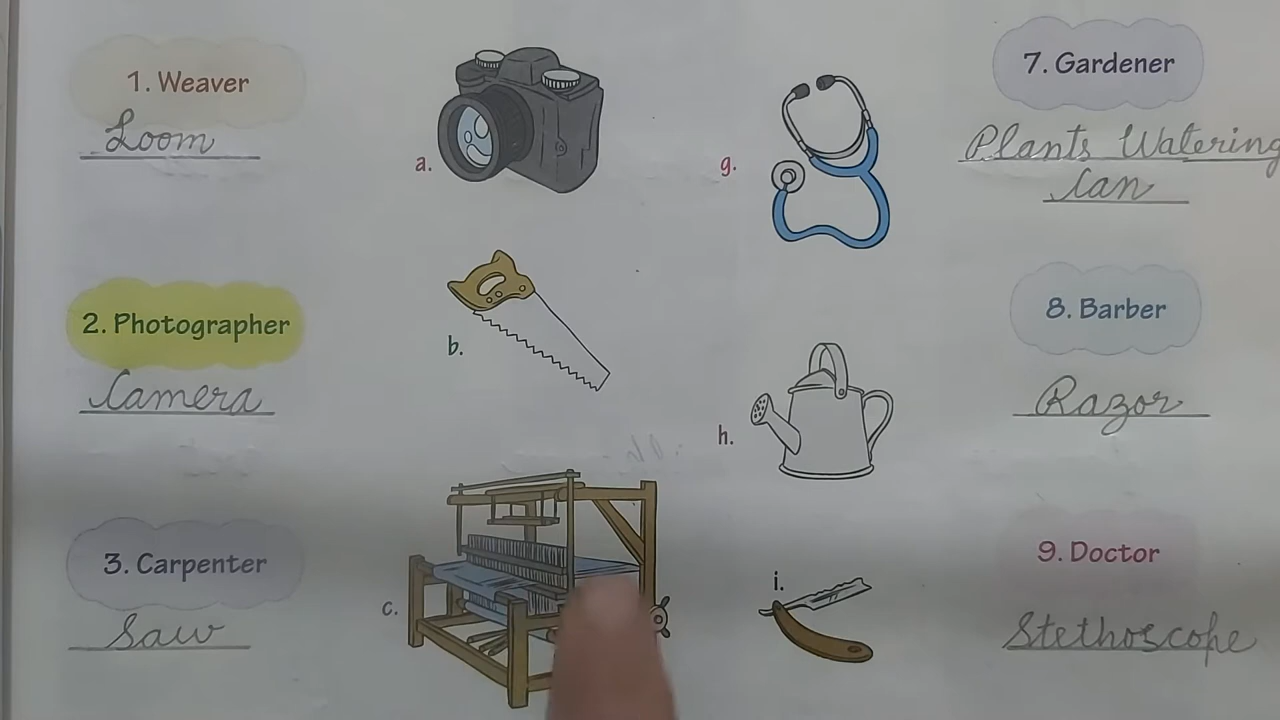 1. Weaver
Loom
a.
g.
7. Gardener
Plants Watering
Can
2. Photographer
Camera
b.
h.
8. Barber
Razor
3. Carpenter
Saw
c.
i.
9. Doctor
Stethoscope